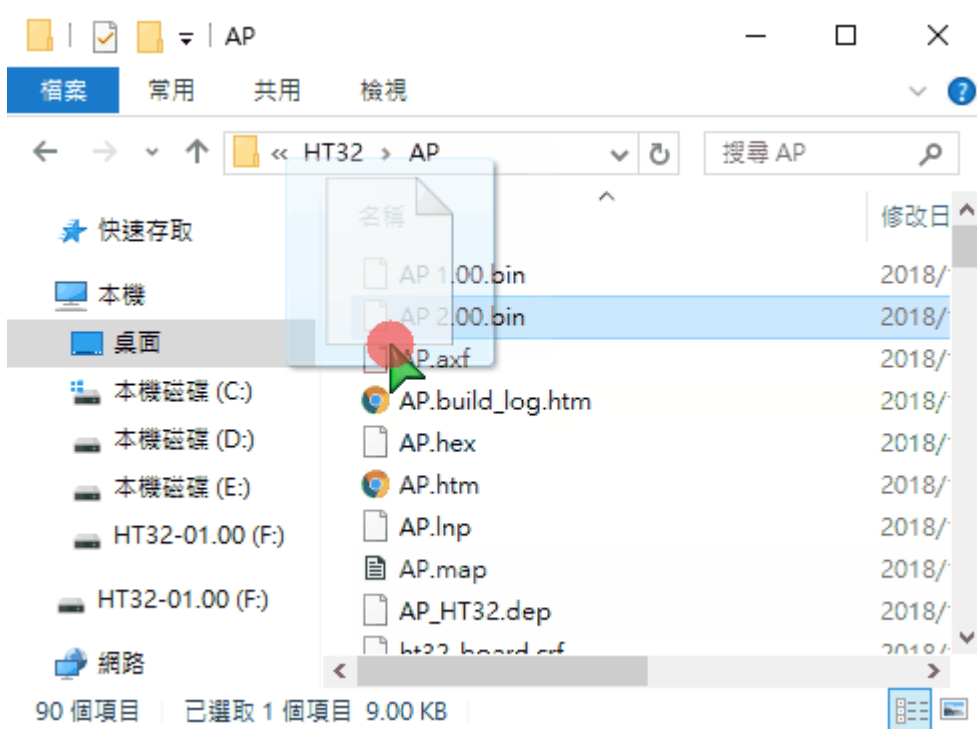 AP
檔案 常用 共用 檢視
« HT32 › AP 搜尋 AP
名稱 修改日
快速存取
AP 1.00.bin 2018/
本機
AP 2.00.bin 2018/
桌面
AP.axf 2018/
本機磁碟 (C:)
AP.build_log.htm 2018/
本機磁碟 (D:)
AP.hex 2018/
本機磁碟 (E:)
AP.htm 2018/
HT32-01.00 (F:)
AP.lnp 2018/
AP.map 2018/
HT32-01.00 (F:)
AP_HT32.dep 2018/
ht32_board.crf 2018/
網路
90 個項目 已選取 1 個項目 9.00 KB